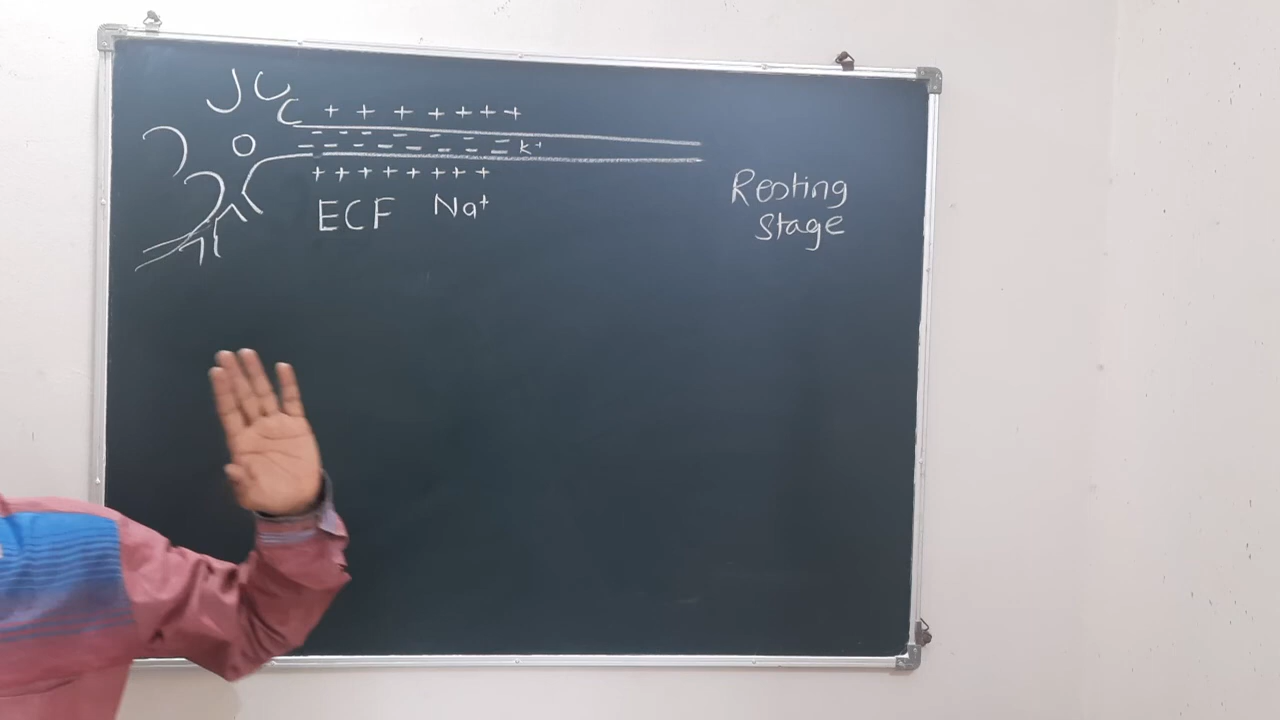 + + + + + + +
- - - - - - -
- - - - - - - - K+
+ + + + + + + +
ECF Na+
Resting
Stage